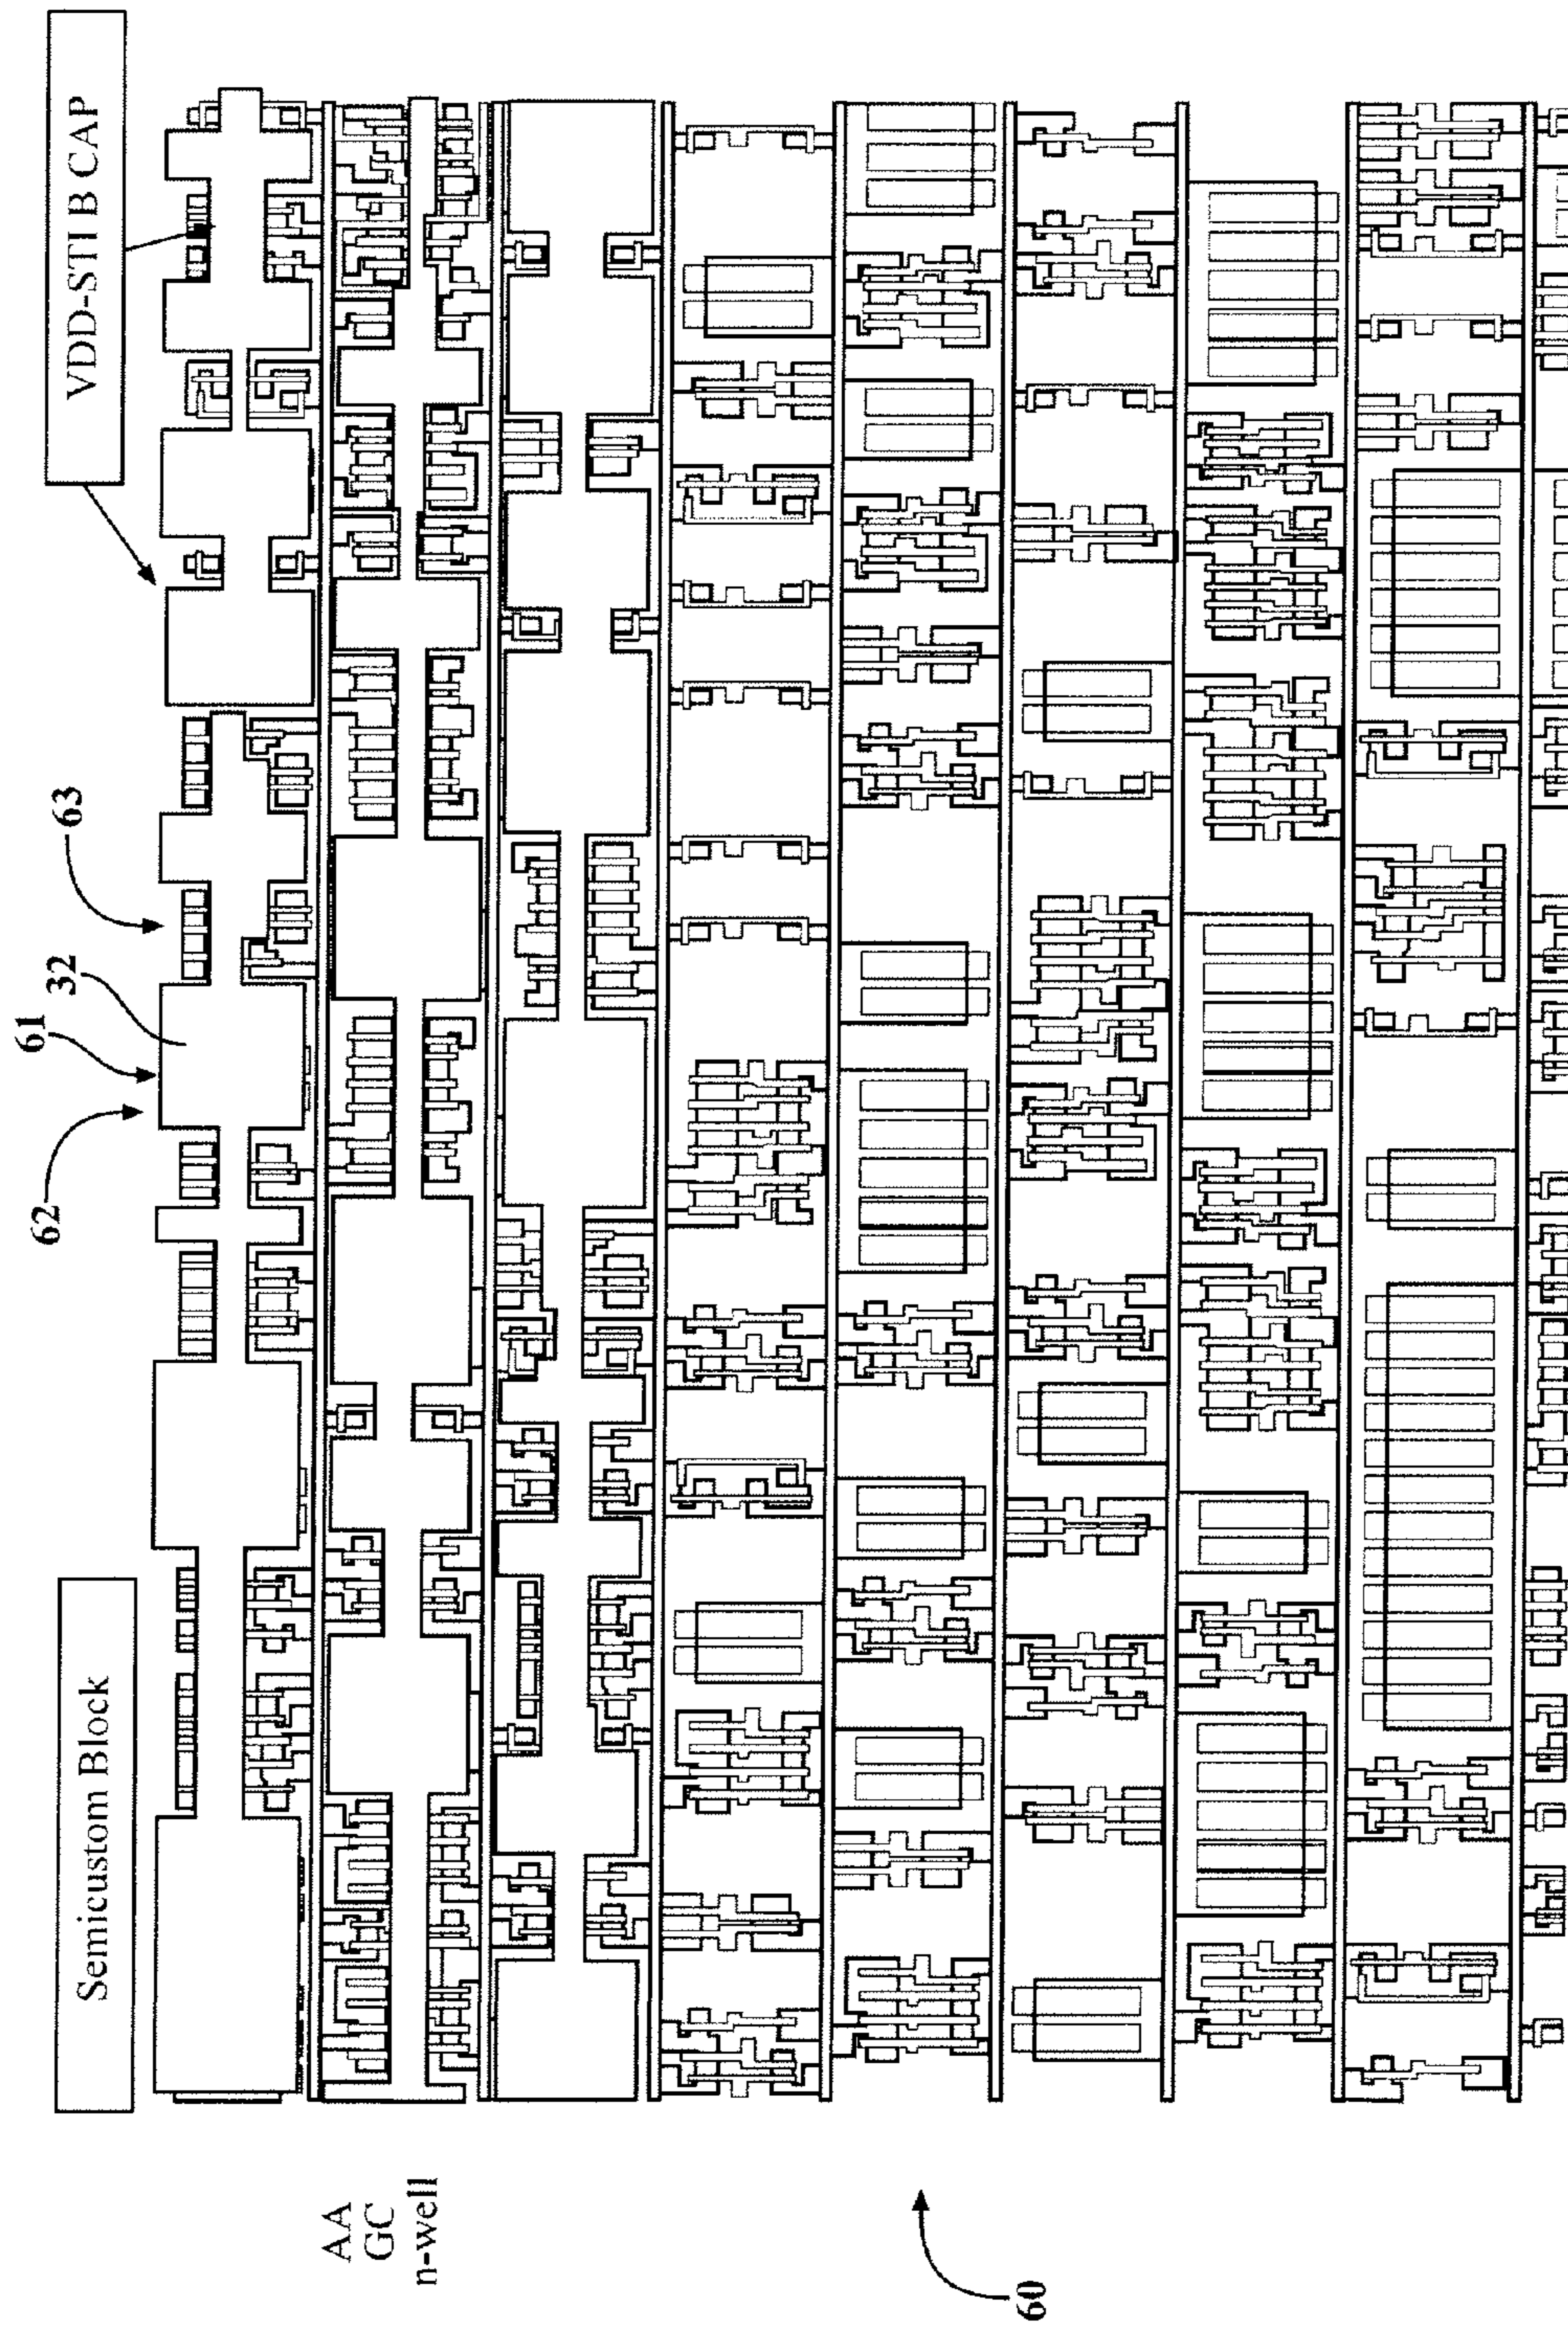 Semicustom Block
VDD-STI B CAP
62
61
32
63
AA
GC
n-well
60